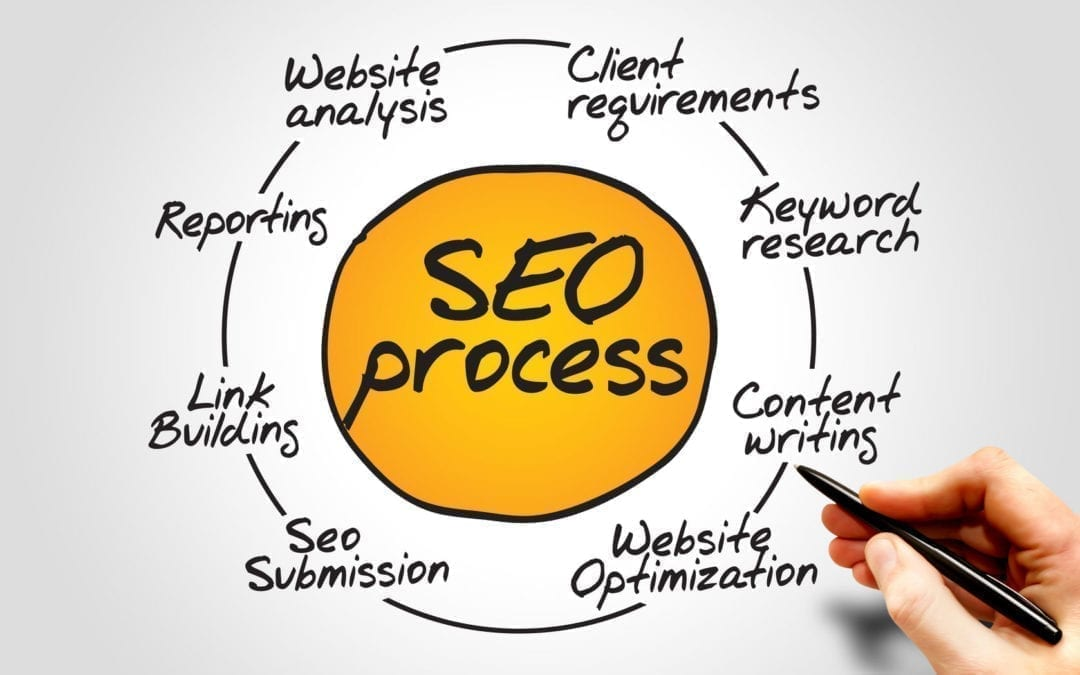 Website
analysis
Client
requirements
Keyword
research
Content
writing
Website
Optimization
Seo
Submission
Link
Building
Reporting
SEO
process